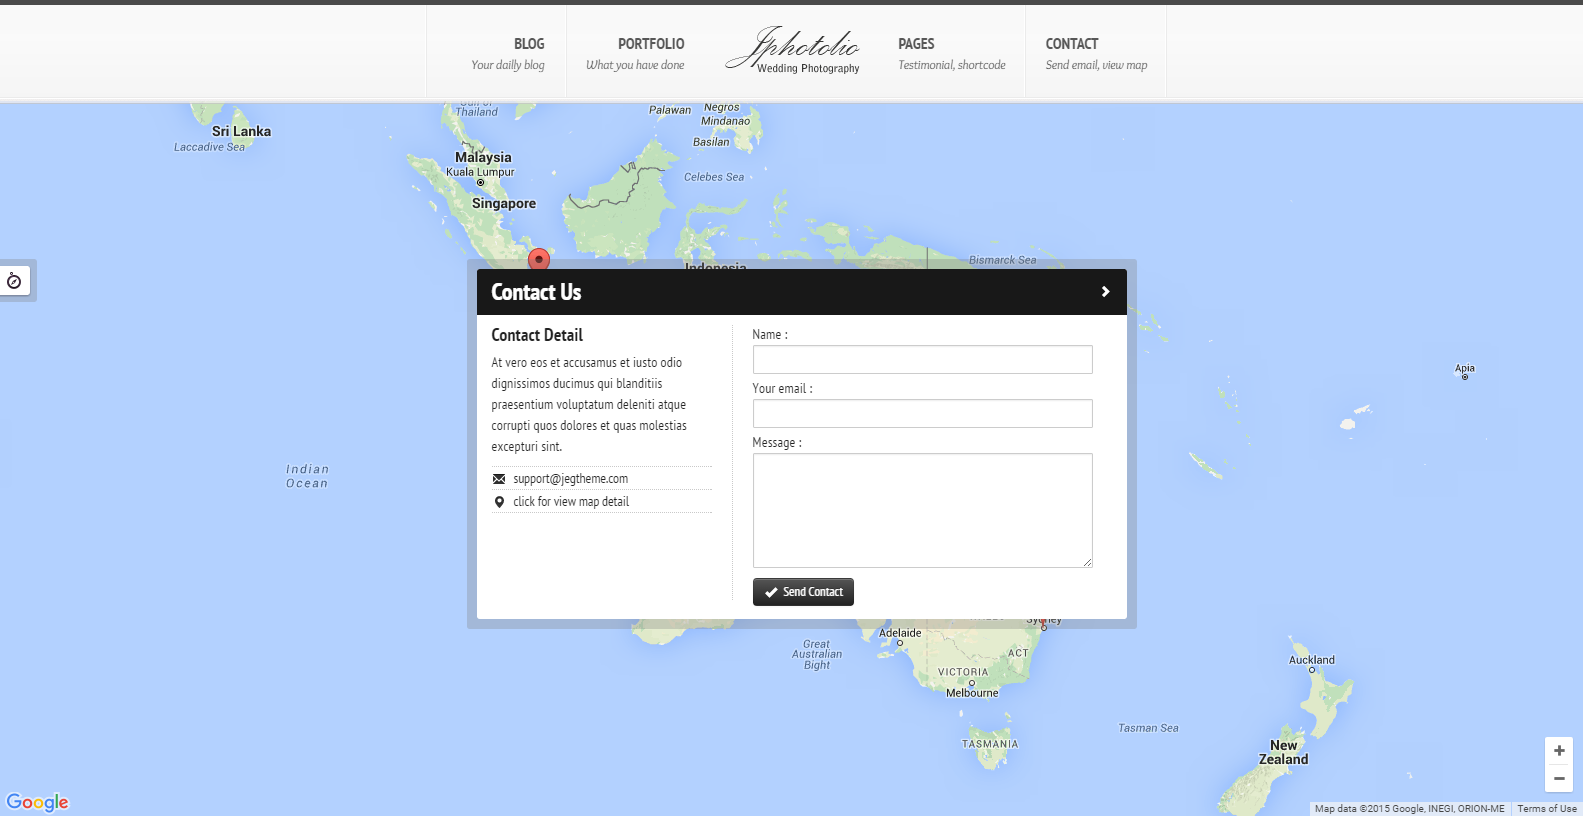 BLOG
Your dailly blog
PORTFOLIO
What you have done
Jphotolio
Wedding Photography
PAGES
Testimonial, shortcode
CONTACT
Send email, view map
Gulf of
Thailand
Palawan
Negros
Mindanao
Basilan
Sri Lanka
Laccadive Sea
Malaysia
Kuala Lumpur
Singapore
Celebes Sea
Indonesia
Bismarck Sea
Contact Us
Contact Detail
At vero eos et accusamus et iusto odio
dignissimos ducimus qui blanditiis
praesentium voluptatum deleniti atque
corrupti quos dolores et quas molestias
excepturi sint.
support@jegtheme.com
click for view map detail
Name :
Your email :
Message :
Send Contact
Apia
Indian
Ocean
Sydney
Adelaide
Great
Australian
Bight
ACT
VICTORIA
Melbourne
Auckland
Tasman Sea
TASMANIA
New
Zealand
+
−
Google
Map data ©2015 Google, INEGI, ORION-ME
Terms of Use